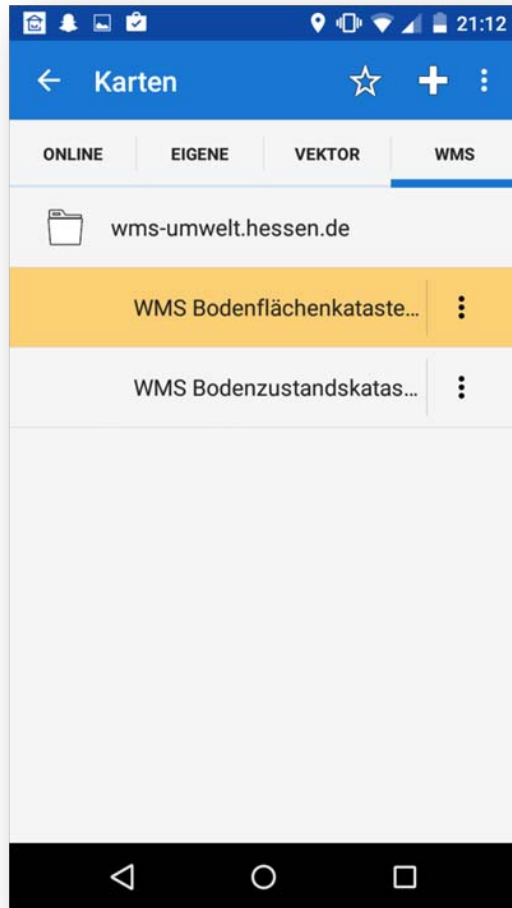 21:12
Karten
ONLINE EIGENE VEKTOR WMS
wms-umwelt.hessen.de
WMS Bodenflächenkataste...
WMS Bodenzustandskatas...